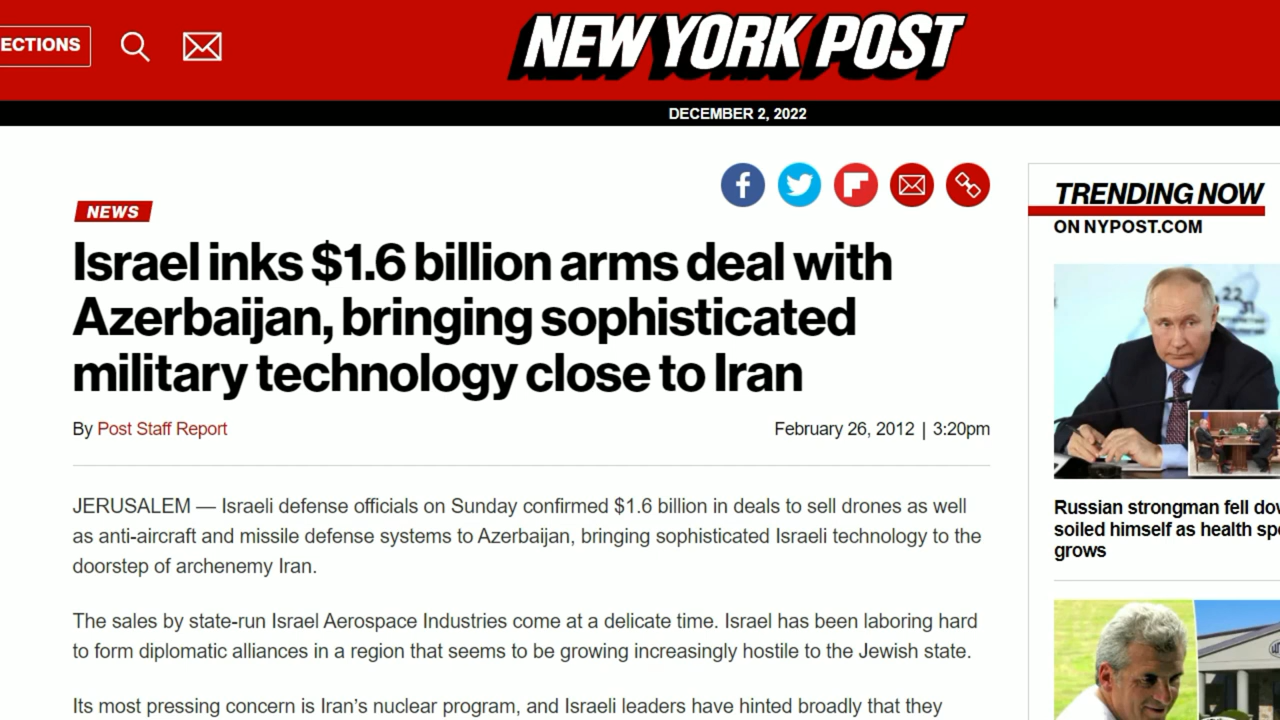 ECTIONS
NEW YORK POST
DECEMBER 2, 2022
NEWS
Israel inks $1.6 billion arms deal with
Azerbaijan, bringing sophisticated
military technology close to Iran
By Post Staff Report
February 26, 2012 | 3:20pm
JERUSALEM — Israeli defense officials on Sunday confirmed $1.6 billion in deals to sell drones as well
as anti-aircraft and missile defense systems to Azerbaijan, bringing sophisticated Israeli technology to the
doorstep of archenemy Iran.
The sales by state-run Israel Aerospace Industries come at a delicate time. Israel has been laboring hard
to form diplomatic alliances in a region that seems to be growing increasingly hostile to the Jewish state.
Its most pressing concern is Iran's nuclear program, and Israeli leaders have hinted broadly that they
TRENDING NOW
ON NYPOST.COM
22
Russian strongman fell dov
soiled himself as health sp
grows